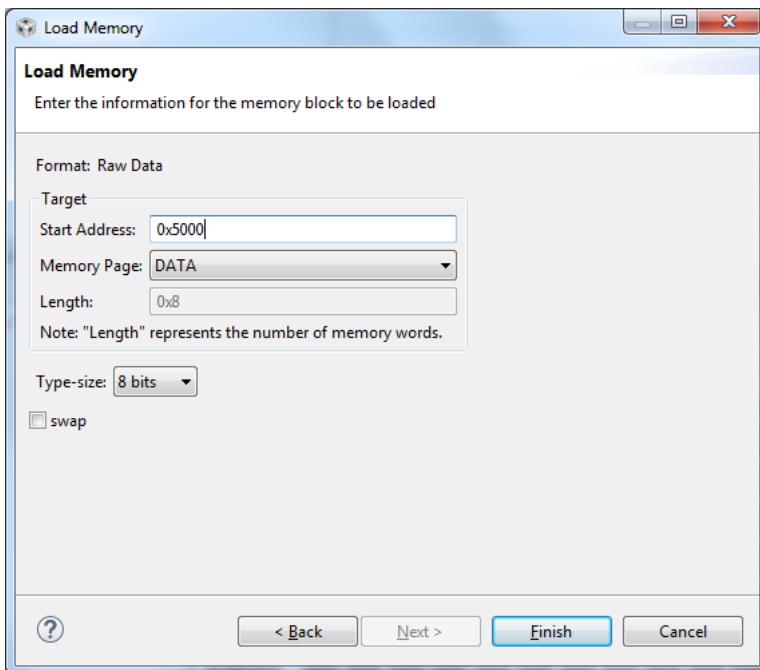 Load Memory
Load Memory
Enter the information for the memory block to be loaded
Format: Raw Data
Target
Start Address: 0x5000
Memory Page: DATA
Length: 0x8
Note: "Length" represents the number of memory words.
Type-size: 8 bits
swap
? < Back Next > Finish Cancel